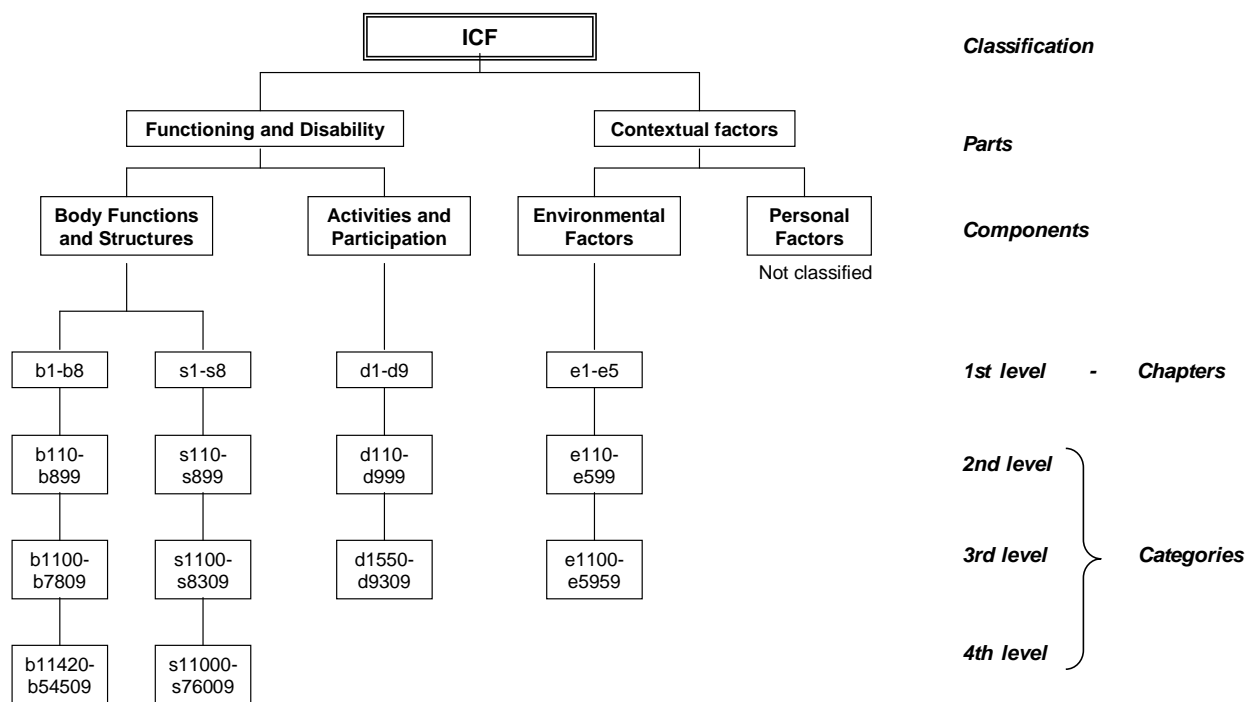 ICF
Classification
Functioning and Disability
Contextual factors
Parts
Body Functions
and Structures
Activities and
Participation
Environmental
Factors
Personal
Factors
Components
Not classified
b1-b8
s1-s8
d1-d9
e1-e5
1st level - Chapters
b110-
b899
s110-
s899
d110-
d999
e110-
e599
2nd level
b1100-
b7809
s1100-
s8309
d1550-
d9309
e1100-
e5959
3rd level
Categories
b11420-
b54509
s11000-
s76009
4th level